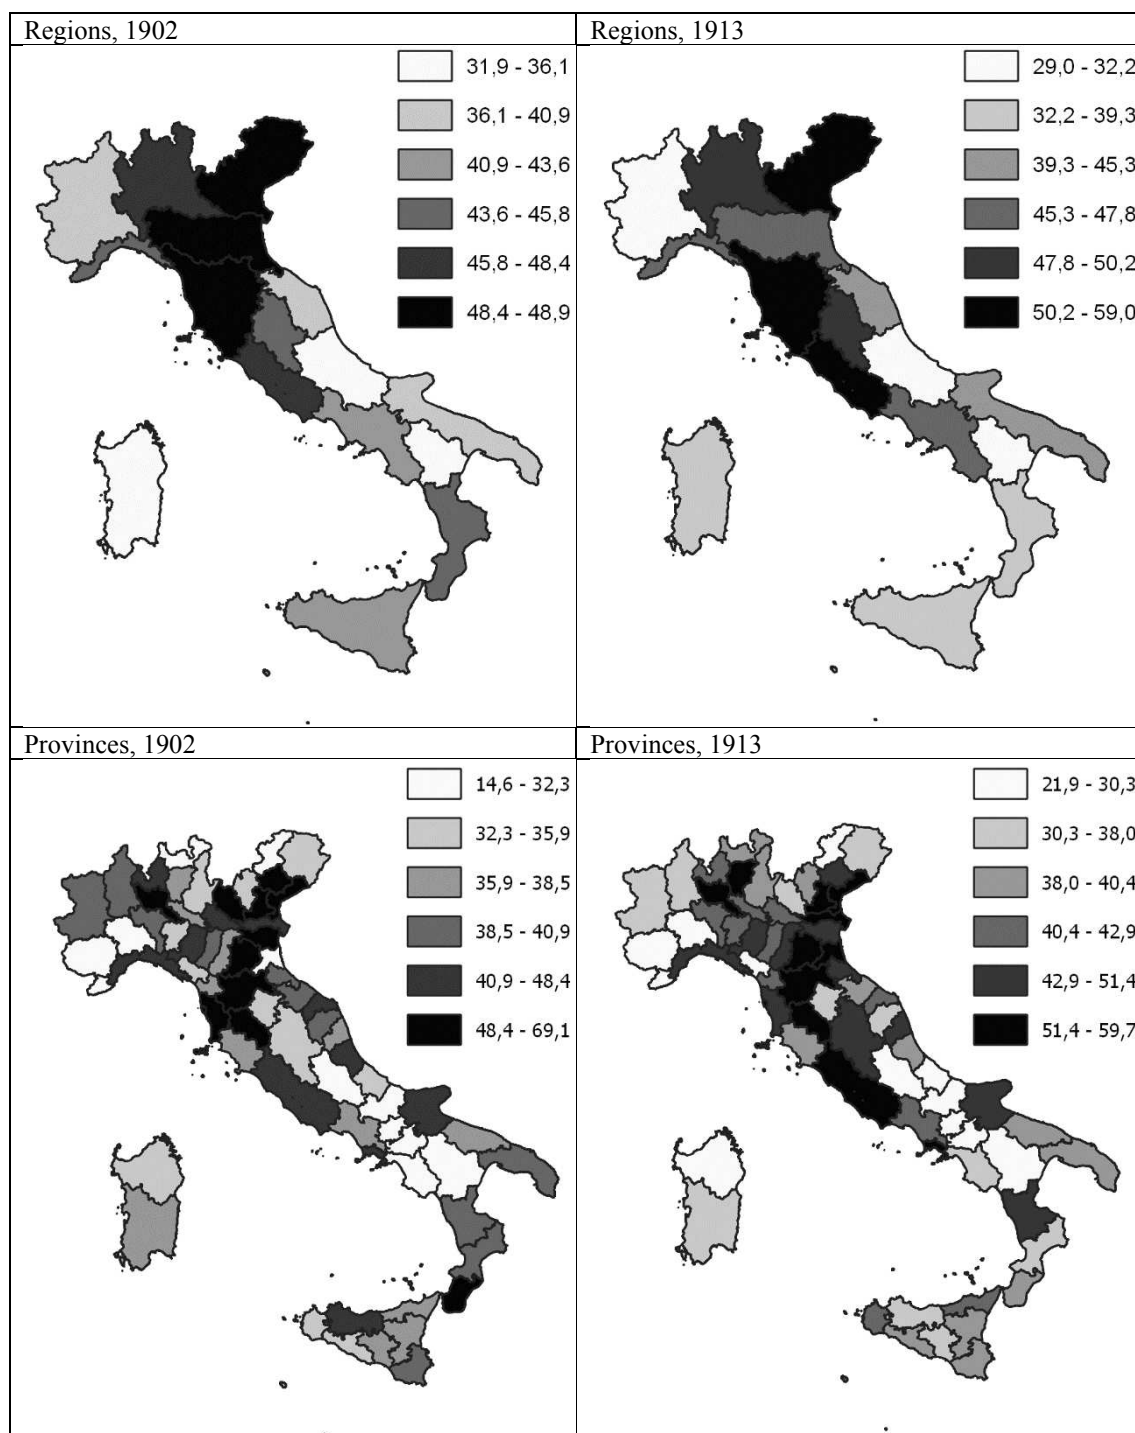 Regions, 1902
31,9 - 36,1
36,1 - 40,9
40,9 - 43,6
43,6 - 45,8
45,8 - 48,4
48,4 - 48,9
Regions, 1913
29,0 - 32,2
32,2 - 39,3
39,3 - 45,3
45,3 - 47,8
47,8 - 50,2
50,2 - 59,0
Provinces, 1902
14,6 - 32,3
32,3 - 35,9
35,9 - 38,5
38,5 - 40,9
40,9 - 48,4
48,4 - 69,1
Provinces, 1913
21,9 - 30,3
30,3 - 38,0
38,0 - 40,4
40,4 - 42,9
42,9 - 51,4
51,4 - 59,7